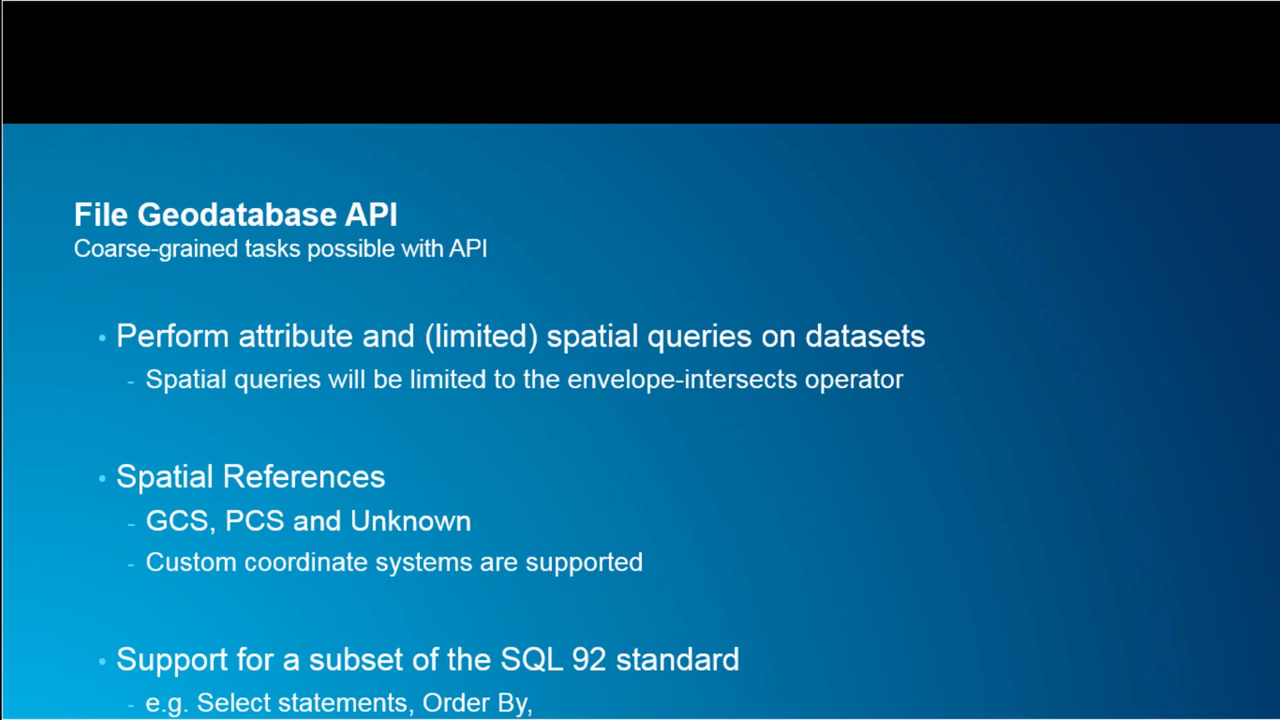 File Geodatabase API
Coarse-grained tasks possible with API
• Perform attribute and (limited) spatial queries on datasets
- Spatial queries will be limited to the envelope-intersects operator
• Spatial References
- GCS, PCS and Unknown
- Custom coordinate systems are supported
• Support for a subset of the SQL 92 standard
- e.g. Select statements, Order By,